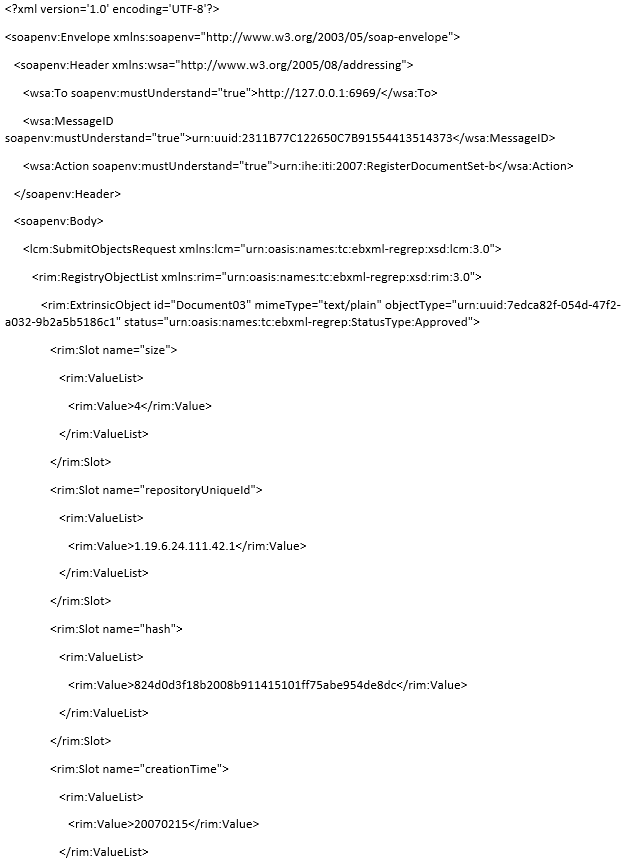 <?xml version='1.0' encoding='UTF-8'?>
<soapenv:Envelope xmlns:soapenv="http://www.w3.org/2003/05/soap-envelope">
<soapenv:Header xmlns:wsa="http://www.w3.org/2005/08/addressing">
<wsa:To soapenv:mustUnderstand="true">http://127.0.0.1:6969/</wsa:To>
<wsa:MessageID
soapenv:mustUnderstand="true">urn:uuid:2311B77C122650C7B91554413514373</wsa:MessageID>
<wsa:Action soapenv:mustUnderstand="true">urn:ihe:iti:2007:RegisterDocumentSet-b</wsa:Action>
</soapenv:Header>
<soapenv:Body>
<lcm:SubmitObjectsRequest xmlns:lcm="urn:oasis:names:tc:ebxml-regrep:xsd:lcm:3.0">
<rim:RegistryObjectList xmlns:rim="urn:oasis:names:tc:ebxml-regrep:xsd:rim:3.0">
<rim:ExtrinsicObject id="Document03" mimeType="text/plain" objectType="urn:uuid:7edca82f-054d-47f2-
a032-9b2a5b5186c1" status="urn:oasis:names:tc:ebxml-regrep:StatusType:Approved">
<rim:Slot name="size">
<rim:ValueList>
<rim:Value>4</rim:Value>
</rim:ValueList>
</rim:Slot>
<rim:Slot name="repositoryUniqueId">
<rim:ValueList>
<rim:Value>1.19.6.24.111.42.1</rim:Value>
</rim:ValueList>
</rim:Slot>
<rim:Slot name="hash">
<rim:ValueList>
<rim:Value>824d0d3f18b2008b911415101ff75abe954de8dc</rim:Value>
</rim:ValueList>
</rim:Slot>
<rim:Slot name="creationTime">
<rim:ValueList>
<rim:Value>20070215</rim:Value>
</rim:ValueList>